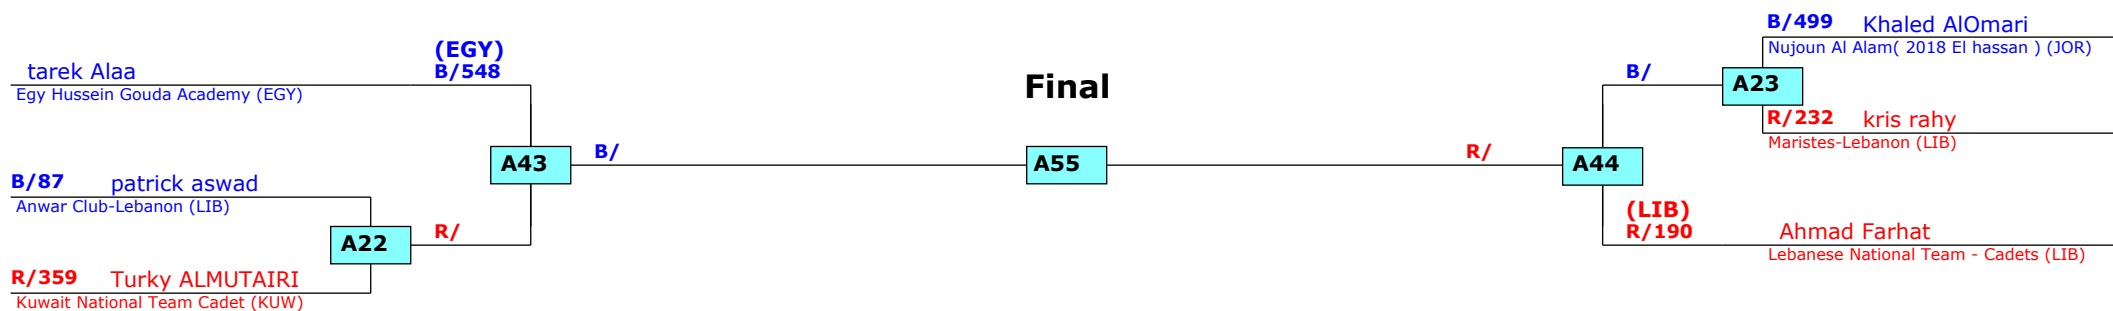 B/499 Khaled AlOmari
Nujoun Al Alam( 2018 El hassan ) (JOR)
(EGY)
tarek Alaa B/548
Egy Hussein Gouda Academy (EGY)
Final
B/
A23
R/232 kris rahy
Maristes-Lebanon (LIB)
A43
B/
A55
R/
A44
B/87 patrick aswad
Anwar Club-Lebanon (LIB)
A22
R/
(LIB)
R/190 Ahmad Farhat
Lebanese National Team - Cadets (LIB)
R/359 Turky ALMUTAIRI
Kuwait National Team Cadet (KUW)